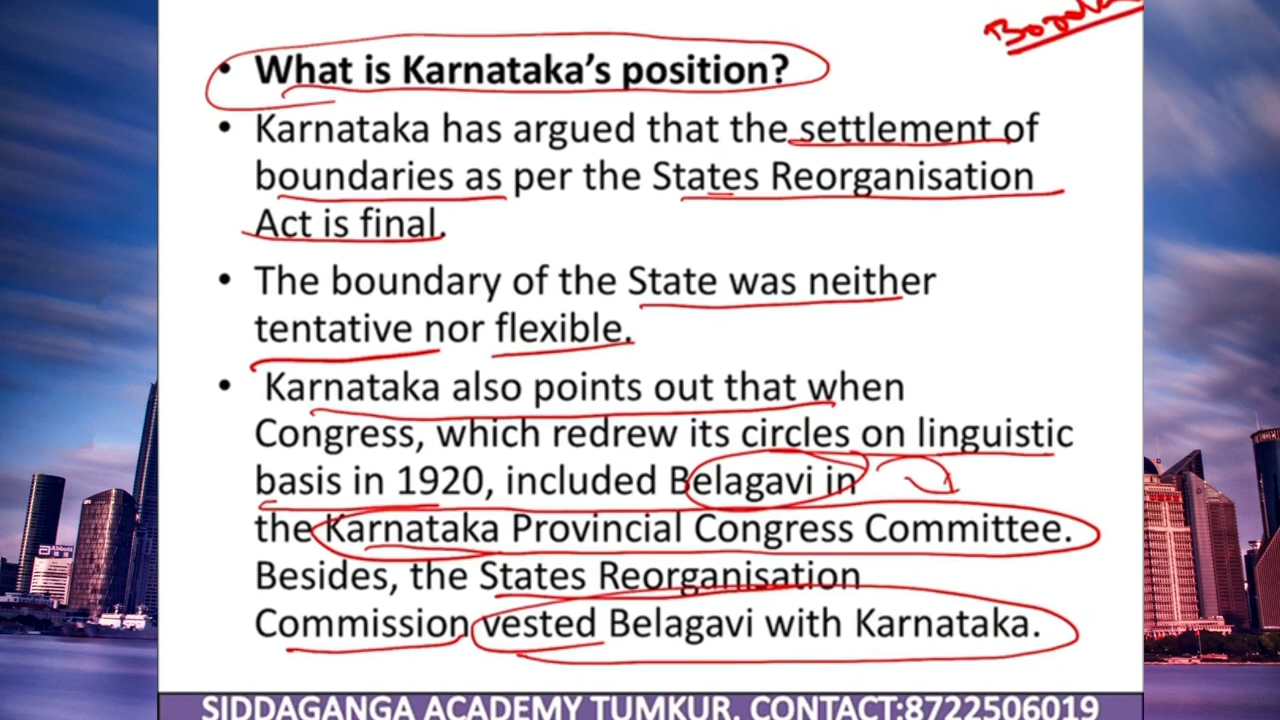 • What is Karnataka's position?
• Karnataka has argued that the settlement of
boundaries as per the States Reorganisation
Act is final.
• The boundary of the State was neither
tentative nor flexible.
• Karnataka also points out that when
Congress, which redrew its circles on linguistic
basis in 1920, included Belagavi in
the Karnataka Provincial Congress Committee.
Besides, the States Reorganisation
Commission vested Belagavi with Karnataka.
Abbott
SIDDAGANGA ACADEMY TUMKUR. CONTACT:8722506019